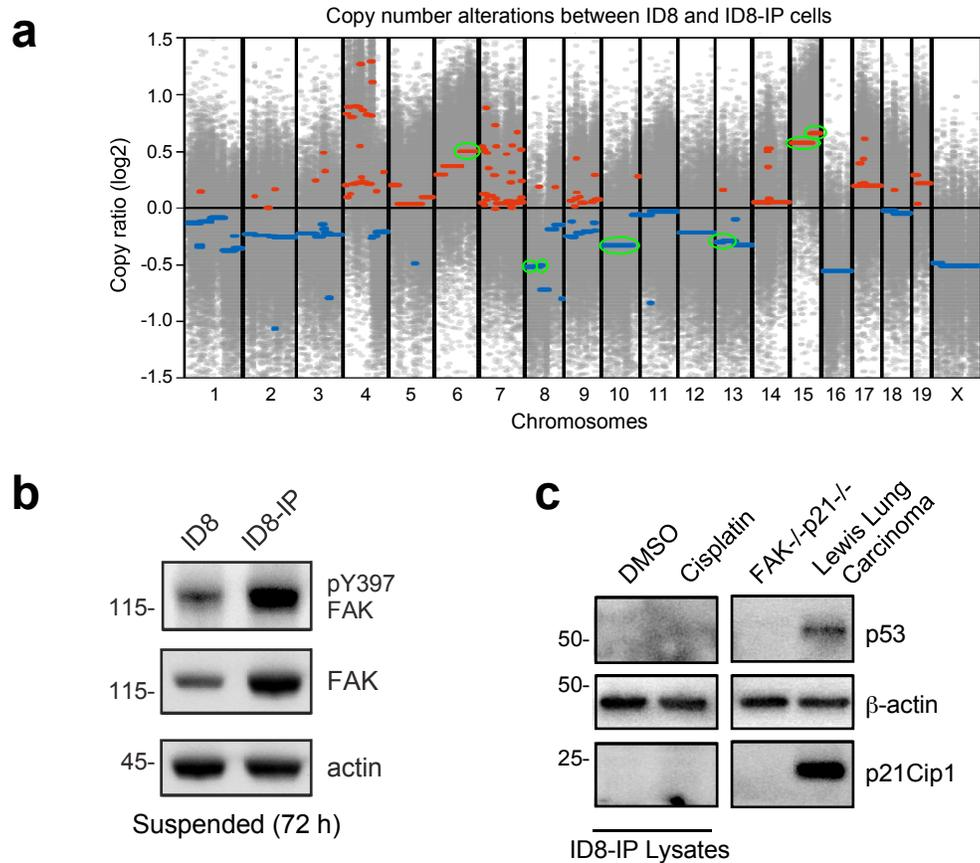 a
Copy number alterations between ID8 and ID8-IP cells
Copy ratio (log2)
1.5
1.0
0.5
0.0
-0.5
-1.0
-1.5
1 2 3 4 5 6 7 8 9 10 11 12 13 14 15 16 17 18 19 X
Chromosomes
b
ID8 ID8-IP
115- pY397
FAK
115- FAK
45- actin
Suspended (72 h)
c
DMSO Cisplatin FAK-/-p21-/- Lewis Lung
Carcinoma
50- p53
50- β-actin
25- p21Cip1
ID8-IP Lysates